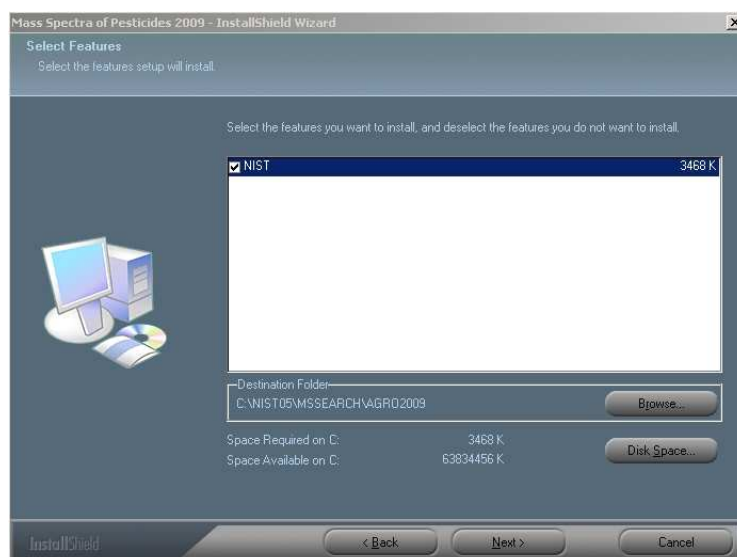 Mass Spectra of Pesticides 2009 - InstallShield Wizard
Select Features
Select the features setup will install.
Select the features you want to install, and deselect the features you do not want to install.
NIST 3468 K
Destination Folder
C:\NIST05\MSSEARCH\AGRO2009
Browse...
Space Required on C: 3468 K
Space Available on C: 63834456 K
Disk Space...
InstallShield
< Back Next > Cancel